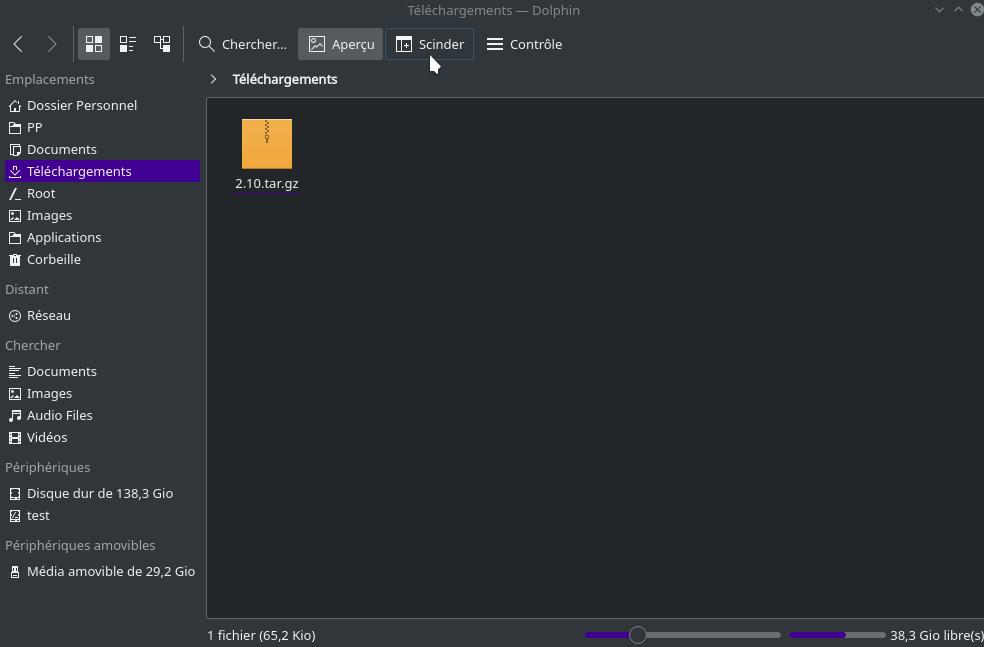 Téléchargements — Dolphin
Chercher... Aperçu Scinder Contrôle
Emplacements
Dossier Personnel
PP
Documents
Téléchargements
Root
Images
Applications
Corbeille
Distant
Réseau
Chercher
Documents
Images
Audio Files
Vidéos
Périphériques
Disque dur de 138,3 Gio
test
Périphériques amovibles
Média amovible de 29,2 Gio
Téléchargements
2.10.tar.gz
1 fichier (65,2 Kio) 38,3 Gio libre(s)